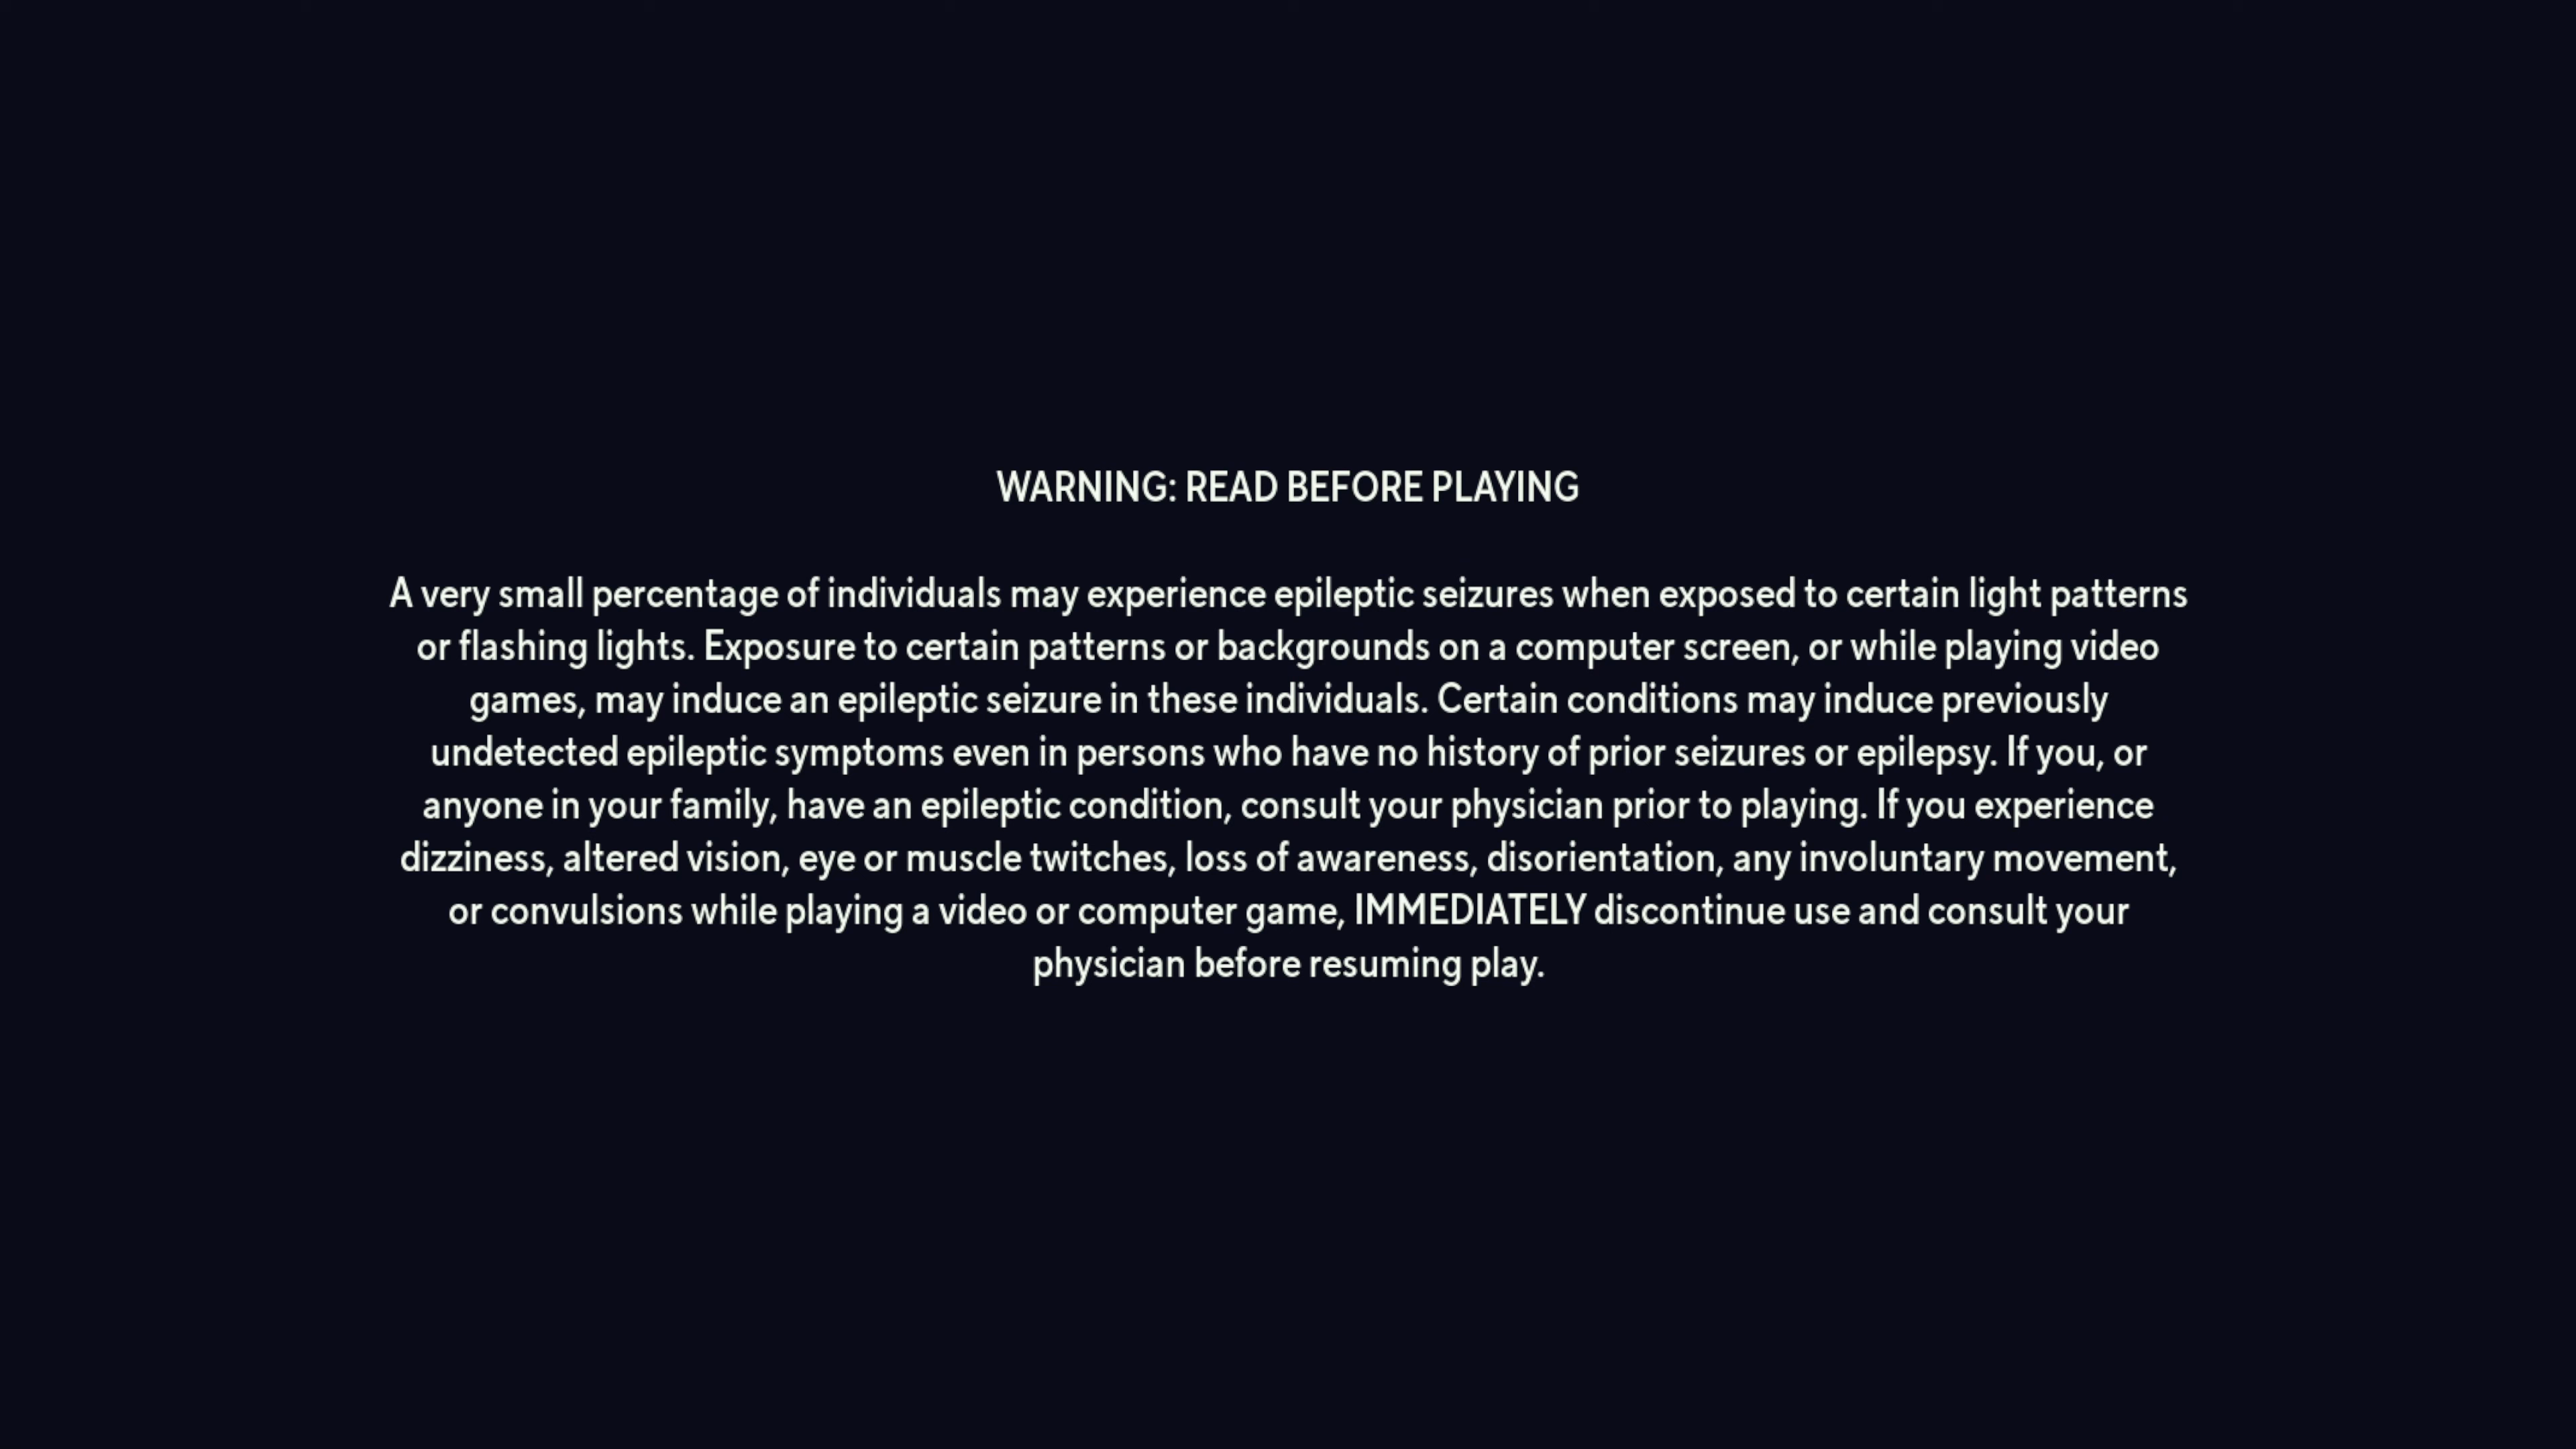 WARNING: READ BEFORE PLAYING
A very small percentage of individuals may experience epileptic seizures when exposed to certain light patterns
or flashing lights. Exposure to certain patterns or backgrounds on a computer screen, or while playing video
games, may induce an epileptic seizure in these individuals. Certain conditions may induce previously
undetected epileptic symptoms even in persons who have no history of prior seizures or epilepsy. If you, or
anyone in your family, have an epileptic condition, consult your physician prior to playing. If you experience
dizziness, altered vision, eye or muscle twitches, loss of awareness, disorientation, any involuntary movement,
or convulsions while playing a video or computer game, IMMEDIATELY discontinue use and consult your
physician before resuming play.